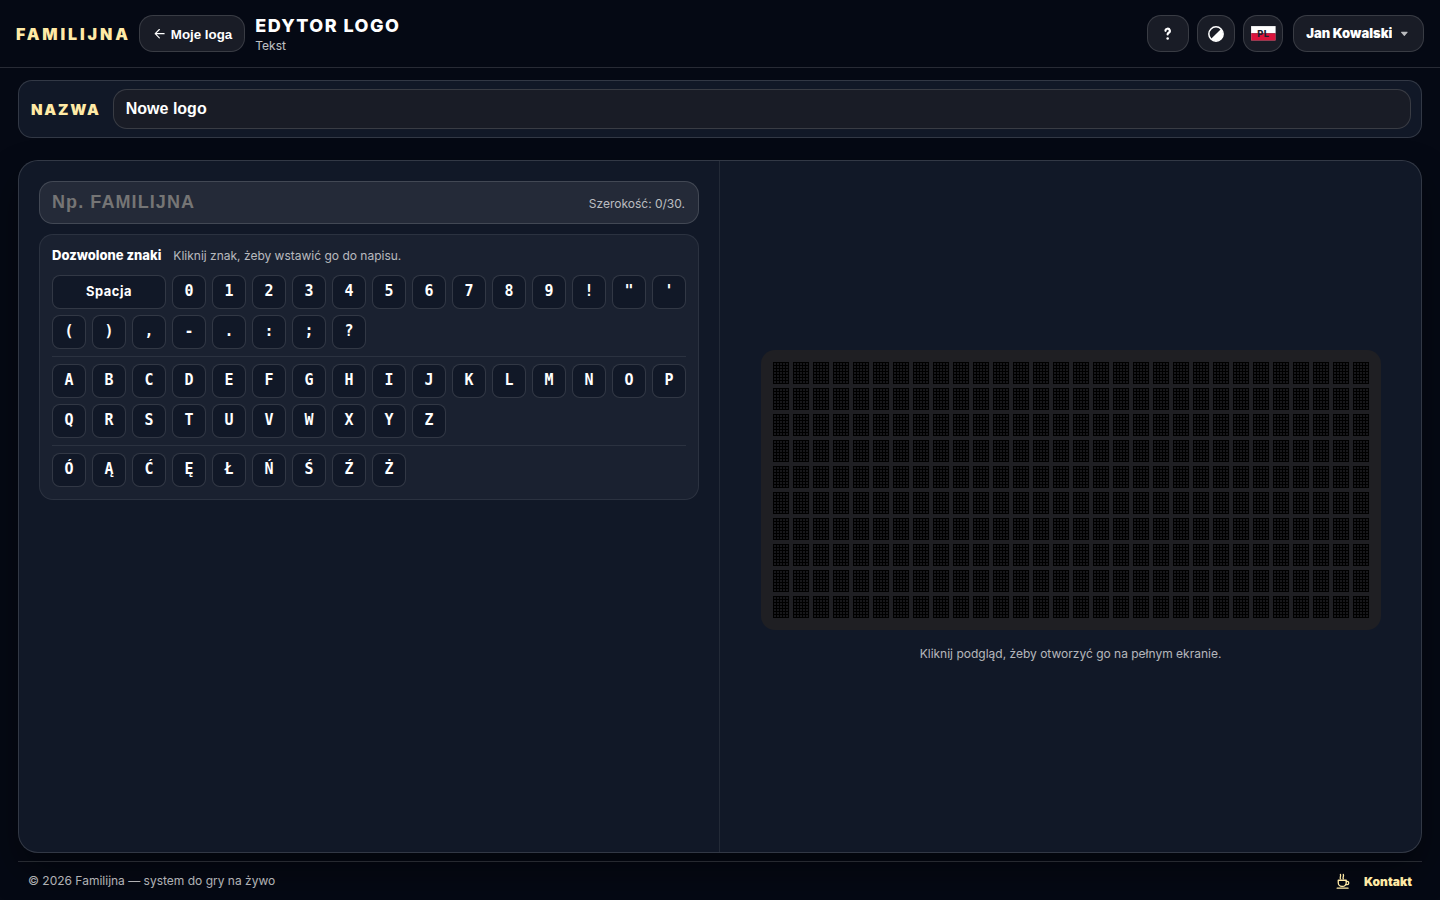 FAMILIJNA
← Moje loga
EDYTOR LOGO
Tekst
?
PL
Jan Kowalski
NAZWA
Nowe logo
Np. FAMILIJNA
Szerokość: 0/30.
Dozwolone znaki Kliknij znak, żeby wstawić go do napisu.
Spacja 0 1 2 3 4 5 6 7 8 9 ! " '
( ) , - . : ; ?
A B C D E F G H I J K L M N O P
Q R S T U V W X Y Z
Ó Ą Ć Ę Ł Ń Ś Ź Ż
Kliknij podgląd, żeby otworzyć go na pełnym ekranie.
© 2026 Familijna — system do gry na żywo
Kontakt